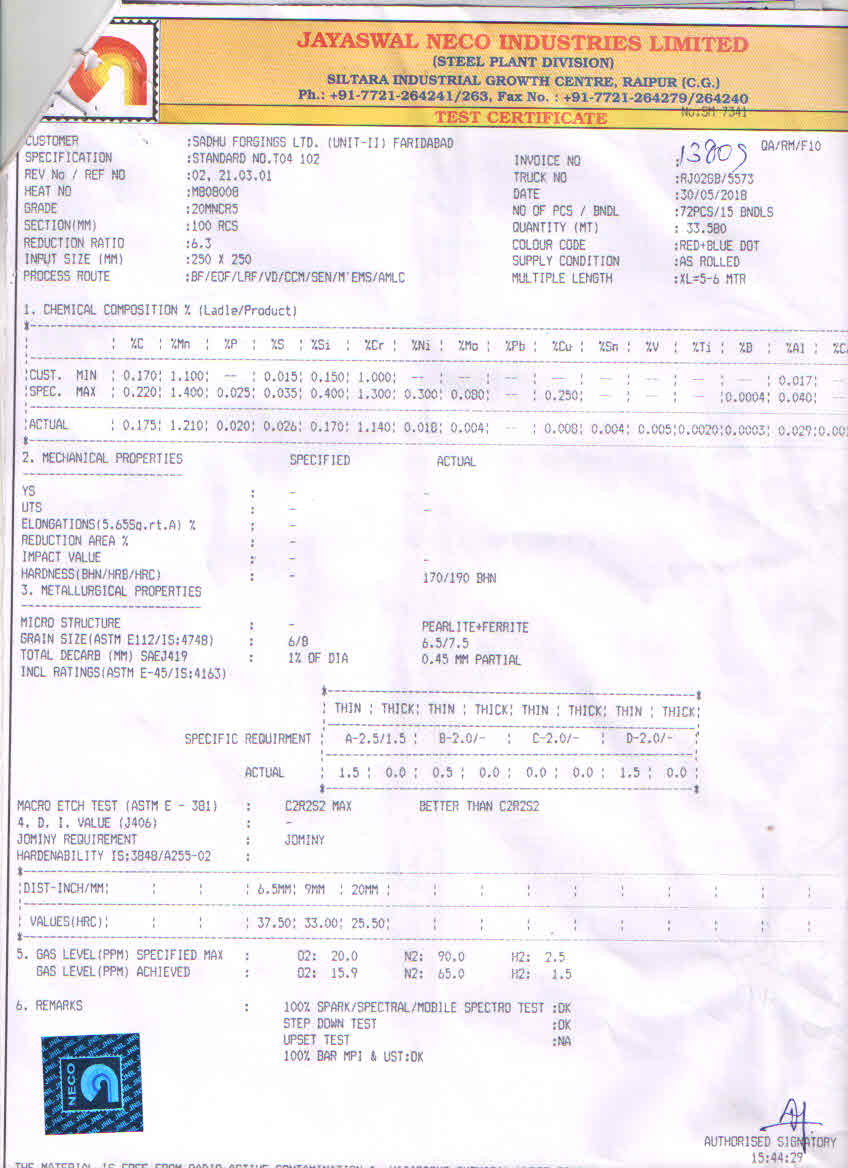 JAYASWAL NECO INDUSTRIES LIMITED
(STEEL PLANT DIVISION)
SILTARA INDUSTRIAL GROWTH CENTRE, RAIPUR (C.G.)
Ph.: +91-7721-264241/263, Fax No. : +91-7721-264279/264240
TEST CERTIFICATE No:SM 7341
CUSTOMER :SADHU FORGINGS LTD. (UNIT-II) FARIDABAD QA/RM/F10
SPECIFICATION :STANDARD NO.T04 102 INVOICE NO : 13809
REV No / REF NO :02, 21.03.01 TRUCK NO :RJ02GB/5573
HEAT NO :M808008 DATE :30/05/2018
GRADE :20MNCR5 NO OF PCS / BNDL :72PCS/15 BNDLS
SECTION(MM) :100 RCS QUANTITY (MT) : 33.580
REDUCTION RATIO :6.3 COLOUR CODE :RED+BLUE DOT
INPUT SIZE (MM) :250 X 250 SUPPLY CONDITION :AS ROLLED
PROCESS ROUTE :BF/EOF/LRF/VD/CCM/SEN/M'EMS/AMLC MULTIPLE LENGTH :XL=5-6 MTR
1. CHEMICAL COMPOSITION % (Ladle/Product)
%C %Mn %P %S %Si %Cr %Ni %Mo %Pb %Cu %Sn %V %Ti %B %Al
CUST. MIN 0.170 1.100 -- 0.015 0.150 1.000 -- -- -- -- -- -- -- -- 0.017 --
SPEC. MAX 0.220 1.400 0.025 0.035 0.400 1.300 0.300 0.080 -- 0.250 -- -- -- 0.0004 0.040 --
ACTUAL 0.175 1.210 0.020 0.026 0.170 1.140 0.018 0.004 -- 0.008 0.004 0.005 0.0020 0.0003 0.029
2. MECHANICAL PROPERTIES SPECIFIED ACTUAL
YS : - -
UTS : - -
ELONGATIONS(5.65Sq.rt.A) % : -
REDUCTION AREA % : -
IMPACT VALUE : - -
HARDNESS(BHN/HRB/HRC) : - 170/190 BHN
3. METALLURGICAL PROPERTIES
MICRO STRUCTURE : - PEARLITE+FERRITE
GRAIN SIZE(ASTM E112/IS:4748) : 6/8 6.5/7.5
TOTAL DECARB (MM) SAEJ419 : 1% OF DIA 0.45 MM PARTIAL
INCL RATINGS(ASTM E-45/IS:4163)
THIN THICK THIN THICK THIN THICK THIN THICK
SPECIFIC REQUIRMENT A-2.5/1.5 B-2.0/- C-2.0/- D-2.0/-
ACTUAL 1.5 0.0 0.5 0.0 0.0 0.0 1.5 0.0
MACRO ETCH TEST (ASTM E - 381) : C2R2S2 MAX BETTER THAN C2R2S2
4. D. I. VALUE (J406) : -
JOMINY REQUIREMENT : JOMINY
HARDENABILITY IS:3848/A255-02 :
DIST-INCH/MM 6.5MM 9MM 20MM
VALUES(HRC) 37.50 33.00 25.50
5. GAS LEVEL(PPM) SPECIFIED MAX : O2: 20.0 N2: 90.0 H2: 2.5
GAS LEVEL(PPM) ACHIEVED : O2: 15.9 N2: 65.0 H2: 1.5
6. REMARKS : 100% SPARK/SPECTRAL/MOBILE SPECTRO TEST :OK
STEP DOWN TEST :OK
UPSET TEST :NA
100% BAR MPI & UST:OK
NECO
AUTHORISED SIGNATORY
15:44:29
THE MATERIAL IS FREE FROM RADIO ACTIVE CONTAMINATION